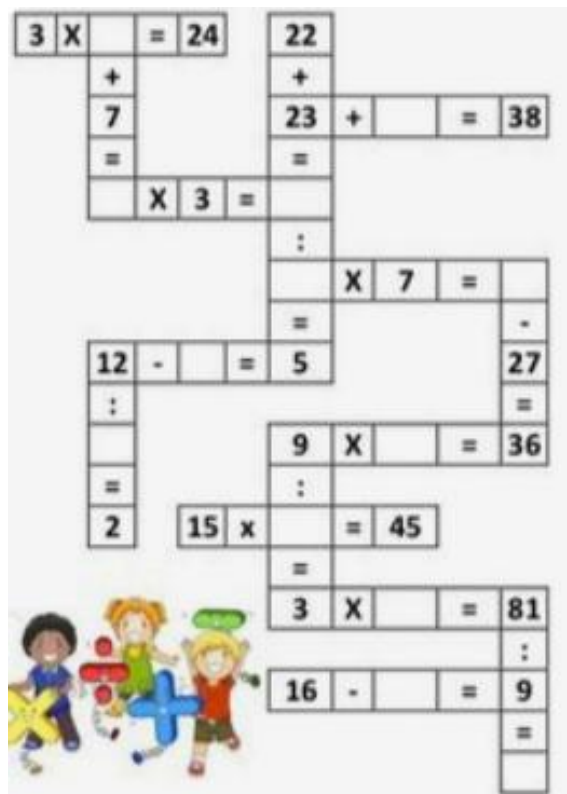 3 X = 24 22
+ +
7 23 + = 38
= =
X 3 =
:
X 7 =
= -
12 - = 5 27
: =
9 X = 36
= :
2 15 x = 45
=
3 X = 81
:
16 - = 9
=